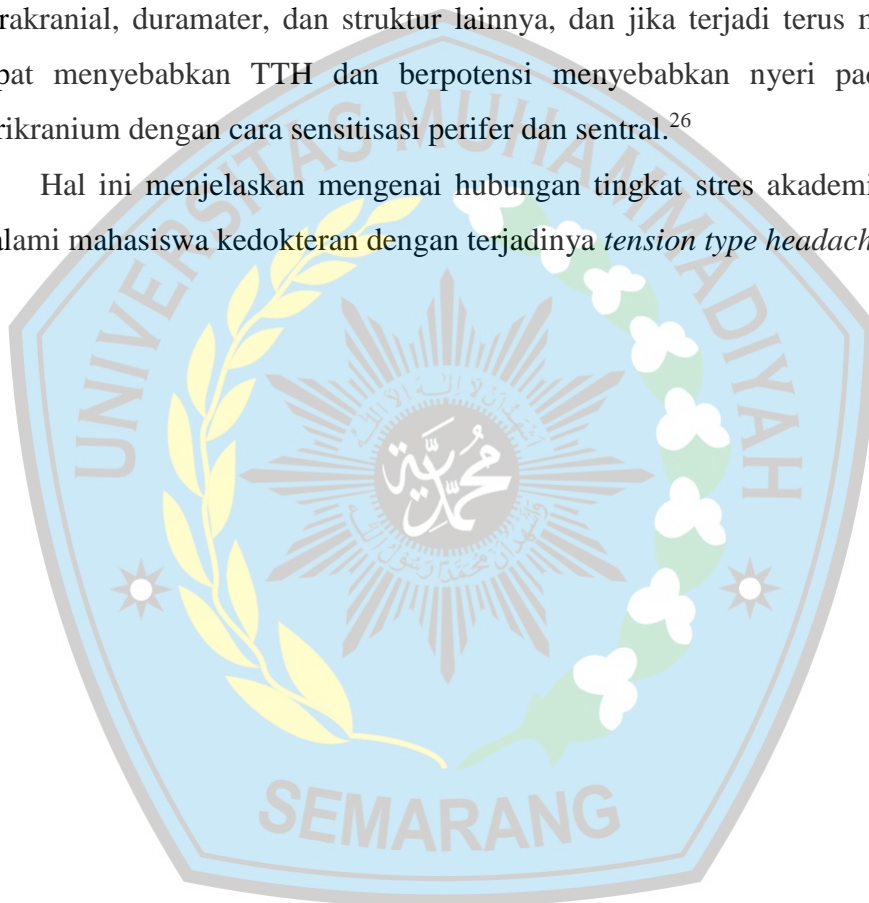 rakranial, duramater, dan struktur lainnya, dan jika terjadi terus
pat menyebabkan TTH dan berpotensi menyebabkan nyeri
rikranium dengan cara sensitisasi perifer dan sentral.26
Hal ini menjelaskan mengenai hubungan tingkat stres akademi
alami mahasiswa kedokteran dengan terjadinya tension type headach
UNIVERSITAS MUHAMMADIYAH
محمدية
SEMARANG